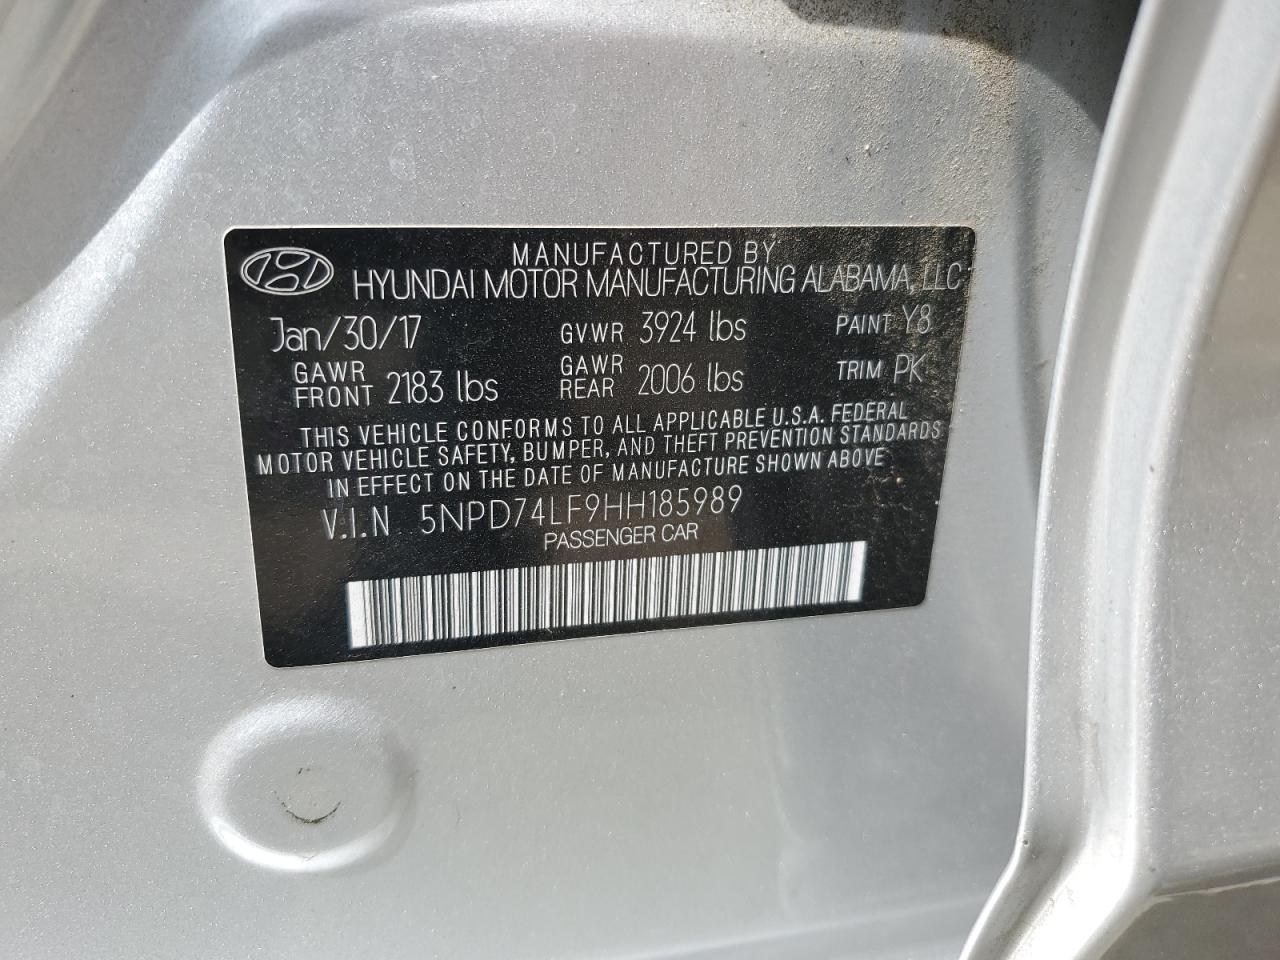 MANUFACTURED BY
HYUNDAI MOTOR MANUFACTURING ALABAMA, LLC
Jan/30/17 GVWR 3924 lbs PAINT Y8
GAWR FRONT 2183 lbs GAWR REAR 2006 lbs TRIM PK
THIS VEHICLE CONFORMS TO ALL APPLICABLE U.S.A. FEDERAL
MOTOR VEHICLE SAFETY, BUMPER, AND THEFT PREVENTION STANDARDS
IN EFFECT ON THE DATE OF MANUFACTURE SHOWN ABOVE
V.I.N 5NPD74LF9HH185989
PASSENGER CAR